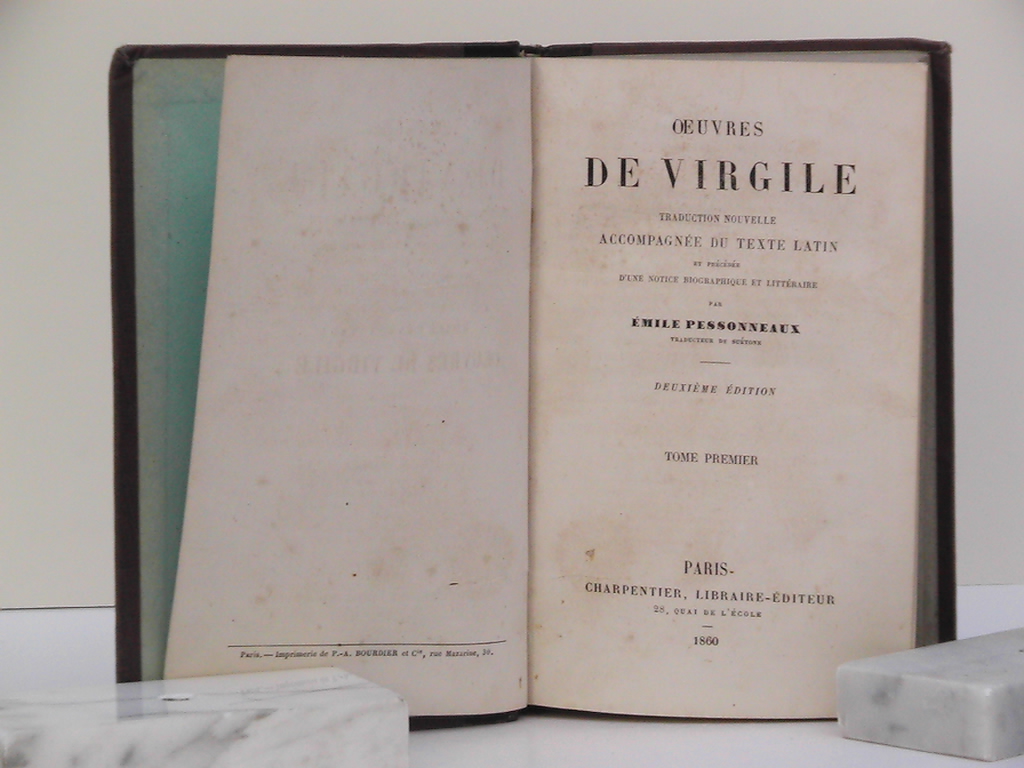 Paris. — Imprimerie de P.-A. BOURDIER et Cie, rue Mazarine, 30.
ŒUVRES
DE VIRGILE
TRADUCTION NOUVELLE
ACCOMPAGNÉE DU TEXTE LATIN
ET PRÉCÉDÉE
D'UNE NOTICE BIOGRAPHIQUE ET LITTÉRAIRE
PAR
ÉMILE PESSONNEAUX
TRADUCTEUR DE SUÉTONE
DEUXIÈME ÉDITION
TOME PREMIER
PARIS
CHARPENTIER, LIBRAIRE-ÉDITEUR
28, QUAI DE L'ÉCOLE
1860